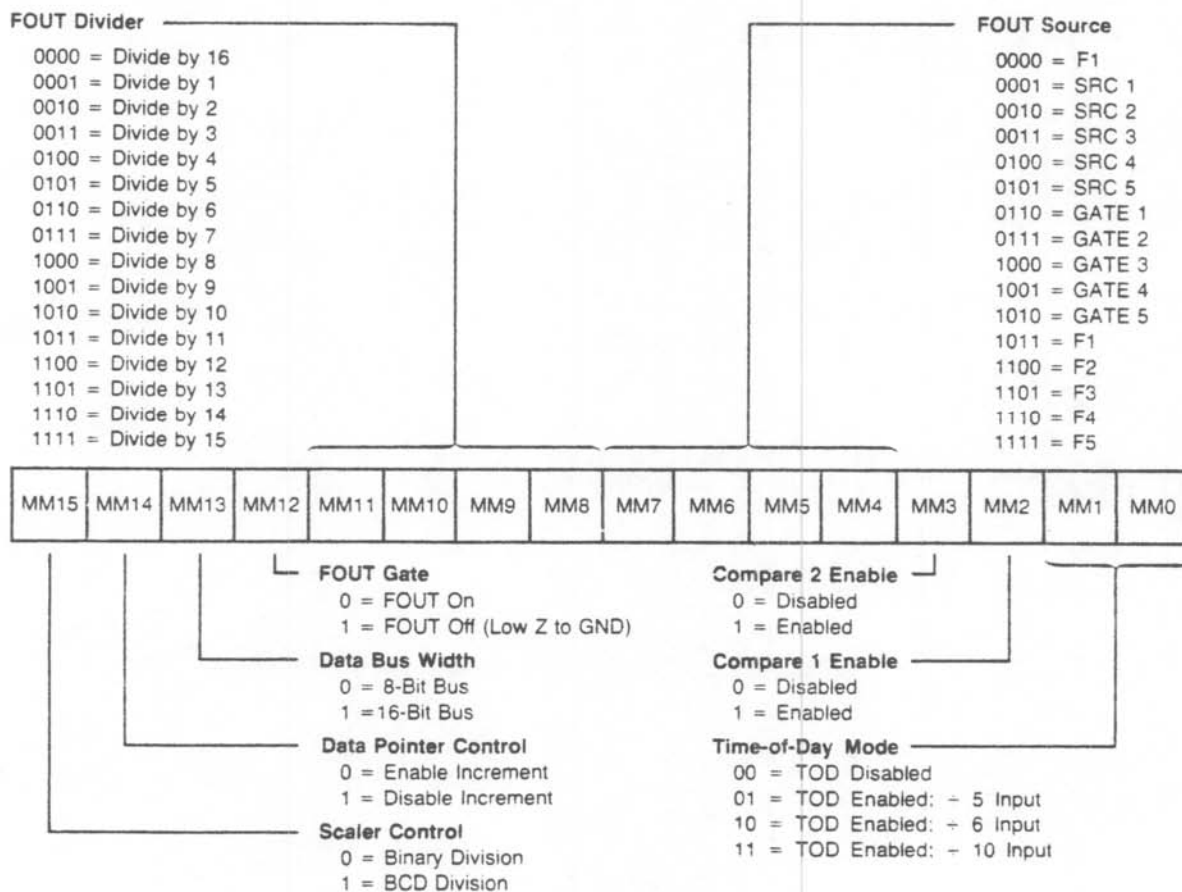 FOUT Divider
0000 = Divide by 16
0001 = Divide by 1
0010 = Divide by 2
0011 = Divide by 3
0100 = Divide by 4
0101 = Divide by 5
0110 = Divide by 6
0111 = Divide by 7
1000 = Divide by 8
1001 = Divide by 9
1010 = Divide by 10
1011 = Divide by 11
1100 = Divide by 12
1101 = Divide by 13
1110 = Divide by 14
1111 = Divide by 15
FOUT Source
0000 = F1
0001 = SRC 1
0010 = SRC 2
0011 = SRC 3
0100 = SRC 4
0101 = SRC 5
0110 = GATE 1
0111 = GATE 2
1000 = GATE 3
1001 = GATE 4
1010 = GATE 5
1011 = F1
1100 = F2
1101 = F3
1110 = F4
1111 = F5
MM15 MM14 MM13 MM12 MM11 MM10 MM9 MM8 MM7 MM6 MM5 MM4 MM3 MM2 MM1 MM0
FOUT Gate
0 = FOUT On
1 = FOUT Off (Low Z to GND)
Data Bus Width
0 = 8-Bit Bus
1 =16-Bit Bus
Data Pointer Control
0 = Enable Increment
1 = Disable Increment
Scaler Control
0 = Binary Division
1 = BCD Division
Compare 2 Enable
0 = Disabled
1 = Enabled
Compare 1 Enable
0 = Disabled
1 = Enabled
Time-of-Day Mode
00 = TOD Disabled
01 = TOD Enabled: ÷ 5 Input
10 = TOD Enabled: ÷ 6 Input
11 = TOD Enabled: ÷ 10 Input